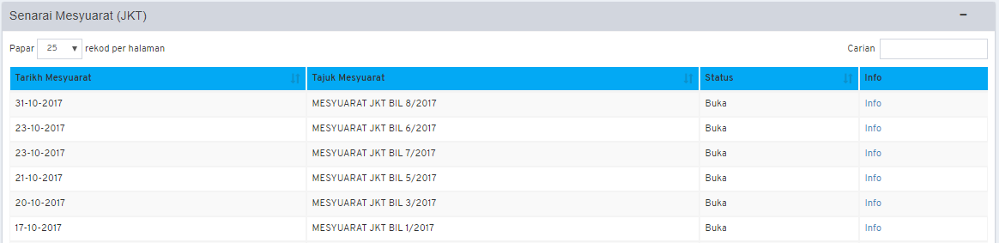 Senarai Mesyuarat (JKT)
Papar 25 rekod per halaman Carian
Tarikh Mesyuarat Tajuk Mesyuarat Status Info
31-10-2017 MESYUARAT JKT BIL 8/2017 Buka Info
23-10-2017 MESYUARAT JKT BIL 6/2017 Buka Info
23-10-2017 MESYUARAT JKT BIL 7/2017 Buka Info
21-10-2017 MESYUARAT JKT BIL 5/2017 Buka Info
20-10-2017 MESYUARAT JKT BIL 3/2017 Buka Info
17-10-2017 MESYUARAT JKT BIL 1/2017 Buka Info